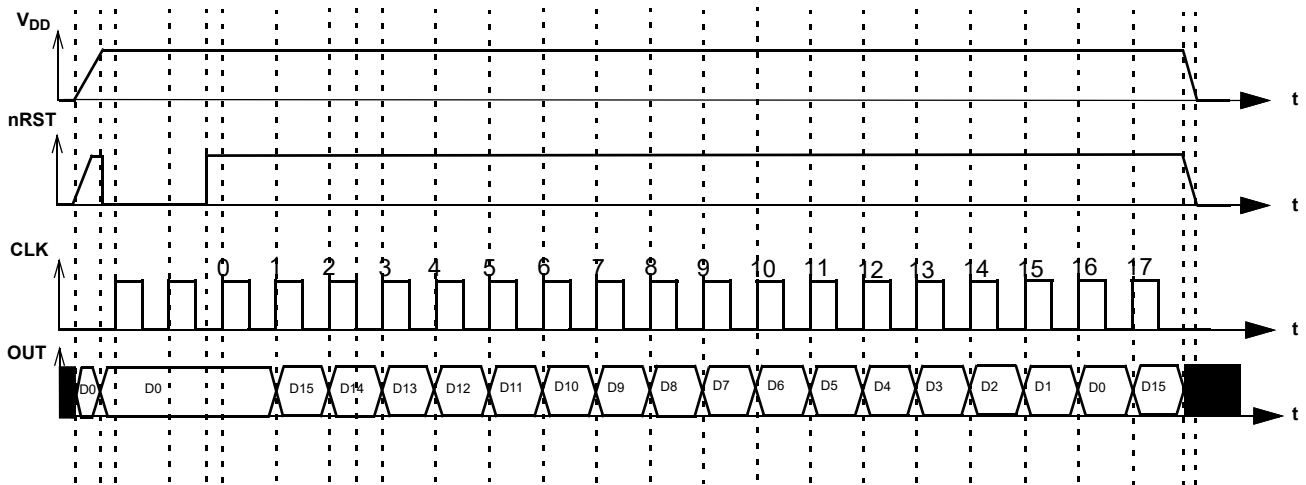 VDD
t
nRST
t
CLK
0 1 2 3 4 5 6 7 8 9 10 11 12 13 14 15 16 17
t
OUT
D0 D0 D15 D14 D13 D12 D11 D10 D9 D8 D7 D6 D5 D4 D3 D2 D1 D0 D15
t